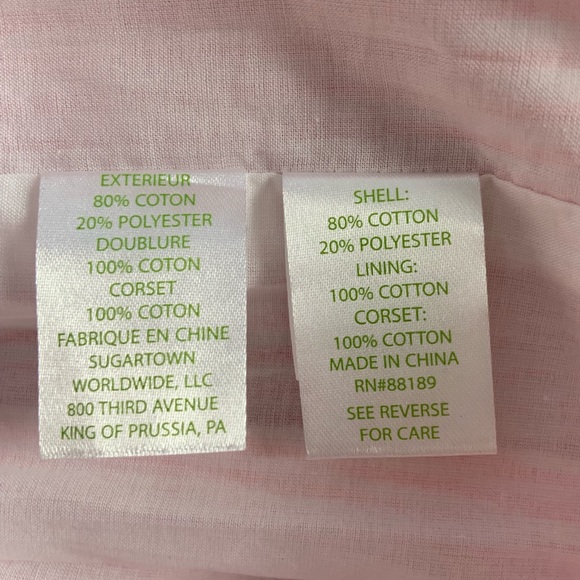 EXTERIEUR
80% COTON
20% POLYESTER
DOUBLURE
100% COTON
CORSET
100% COTON
FABRIQUE EN CHINE
SUGARTOWN
WORLDWIDE, LLC
800 THIRD AVENUE
KING OF PRUSSIA, PA
SHELL:
80% COTTON
20% POLYESTER
LINING:
100% COTTON
CORSET:
100% COTTON
MADE IN CHINA
RN#88189
SEE REVERSE
FOR CARE